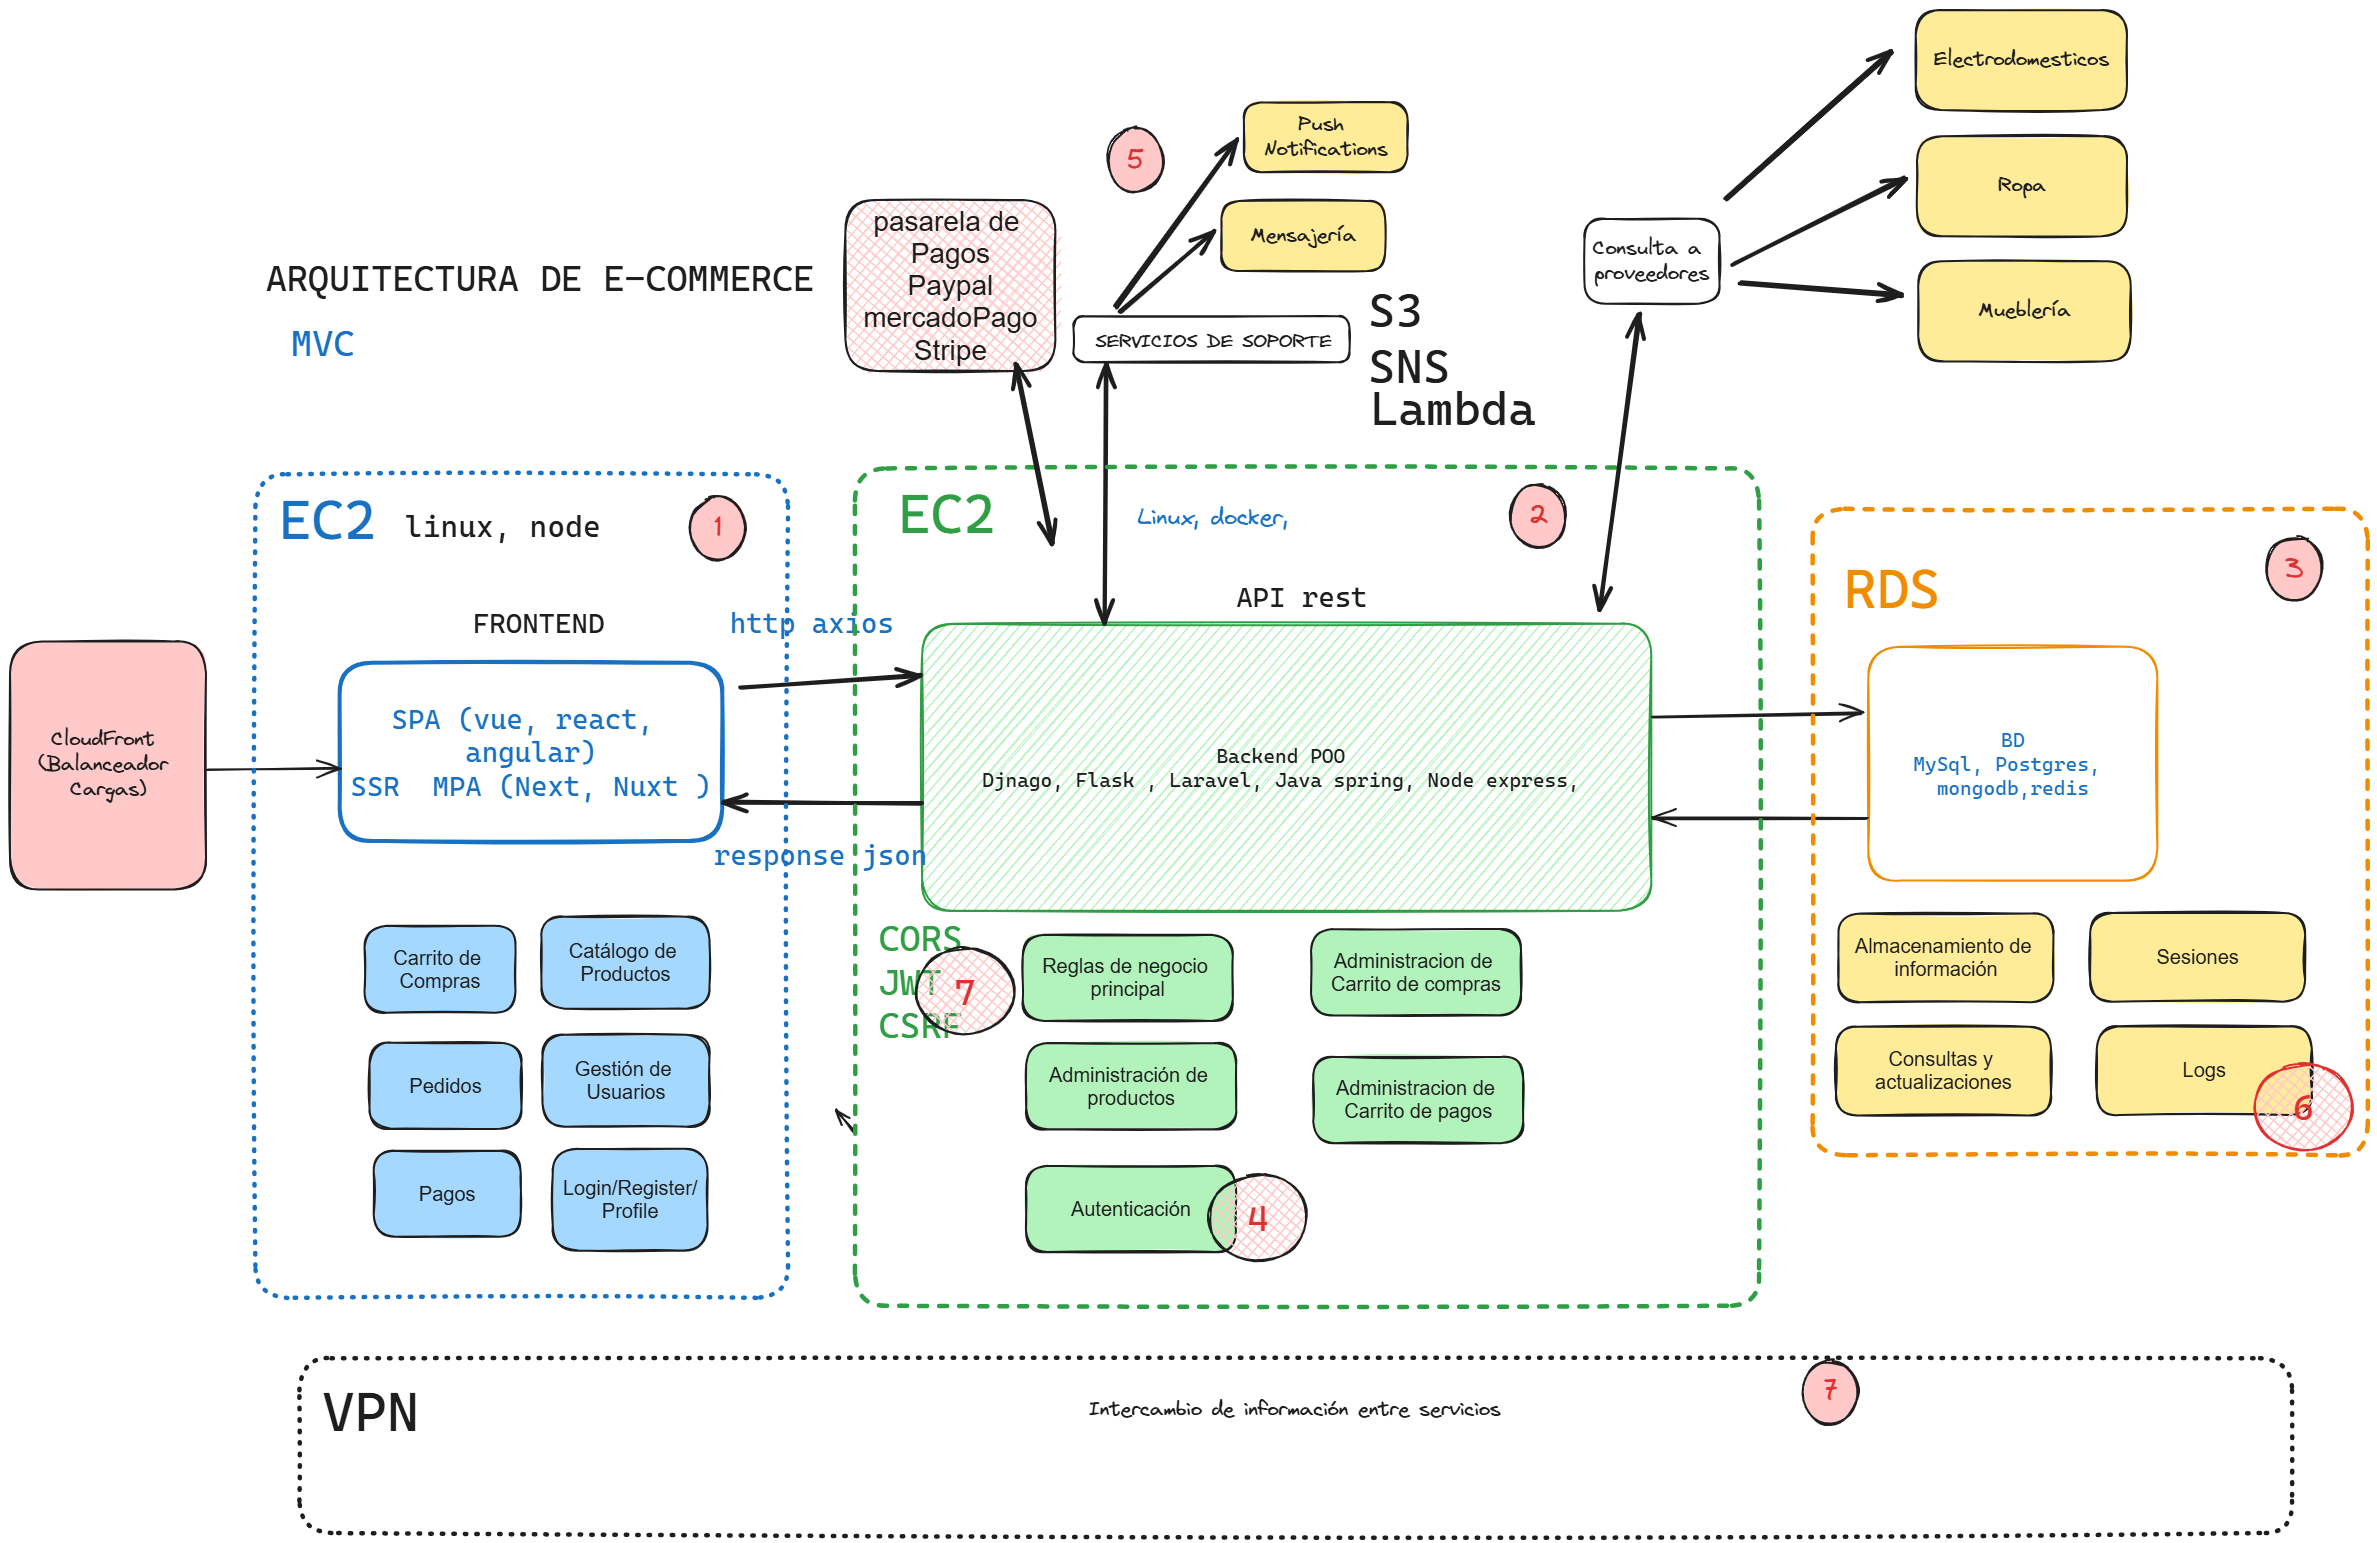 Electrodomesticos
Ropa
Mueblería
Consulta a
proveedores
Push
Notifications
Mensajería
5
SERVICIOS DE SOPORTE
S3
SNS
Lambda
pasarela de
Pagos
Paypal
mercadoPago
Stripe
ARQUITECTURA DE E-COMMERCE
MVC
CloudFront
(Balanceador
Cargas)
EC2
linux, node
1
FRONTEND
SPA (vue, react,
angular)
SSR MPA (Next, Nuxt )
http axios
response json
Carrito de
Compras
Catálogo de
Productos
Pedidos
Gestión de
Usuarios
Pagos
Login/Register/
Profile
EC2
Linux, docker,
2
API rest
Backend POO
Djnago, Flask , Laravel, Java spring, Node express,
CORS
JWT
CSRF
7
Reglas de negocio
principal
Administracion de
Carrito de compras
Administración de
productos
Administracion de
Carrito de pagos
Autenticación
4
RDS
3
BD
MySql, Postgres,
mongodb,redis
Almacenamiento de
información
Sesiones
Consultas y
actualizaciones
Logs
6
VPN
Intercambio de información entre servicios
7